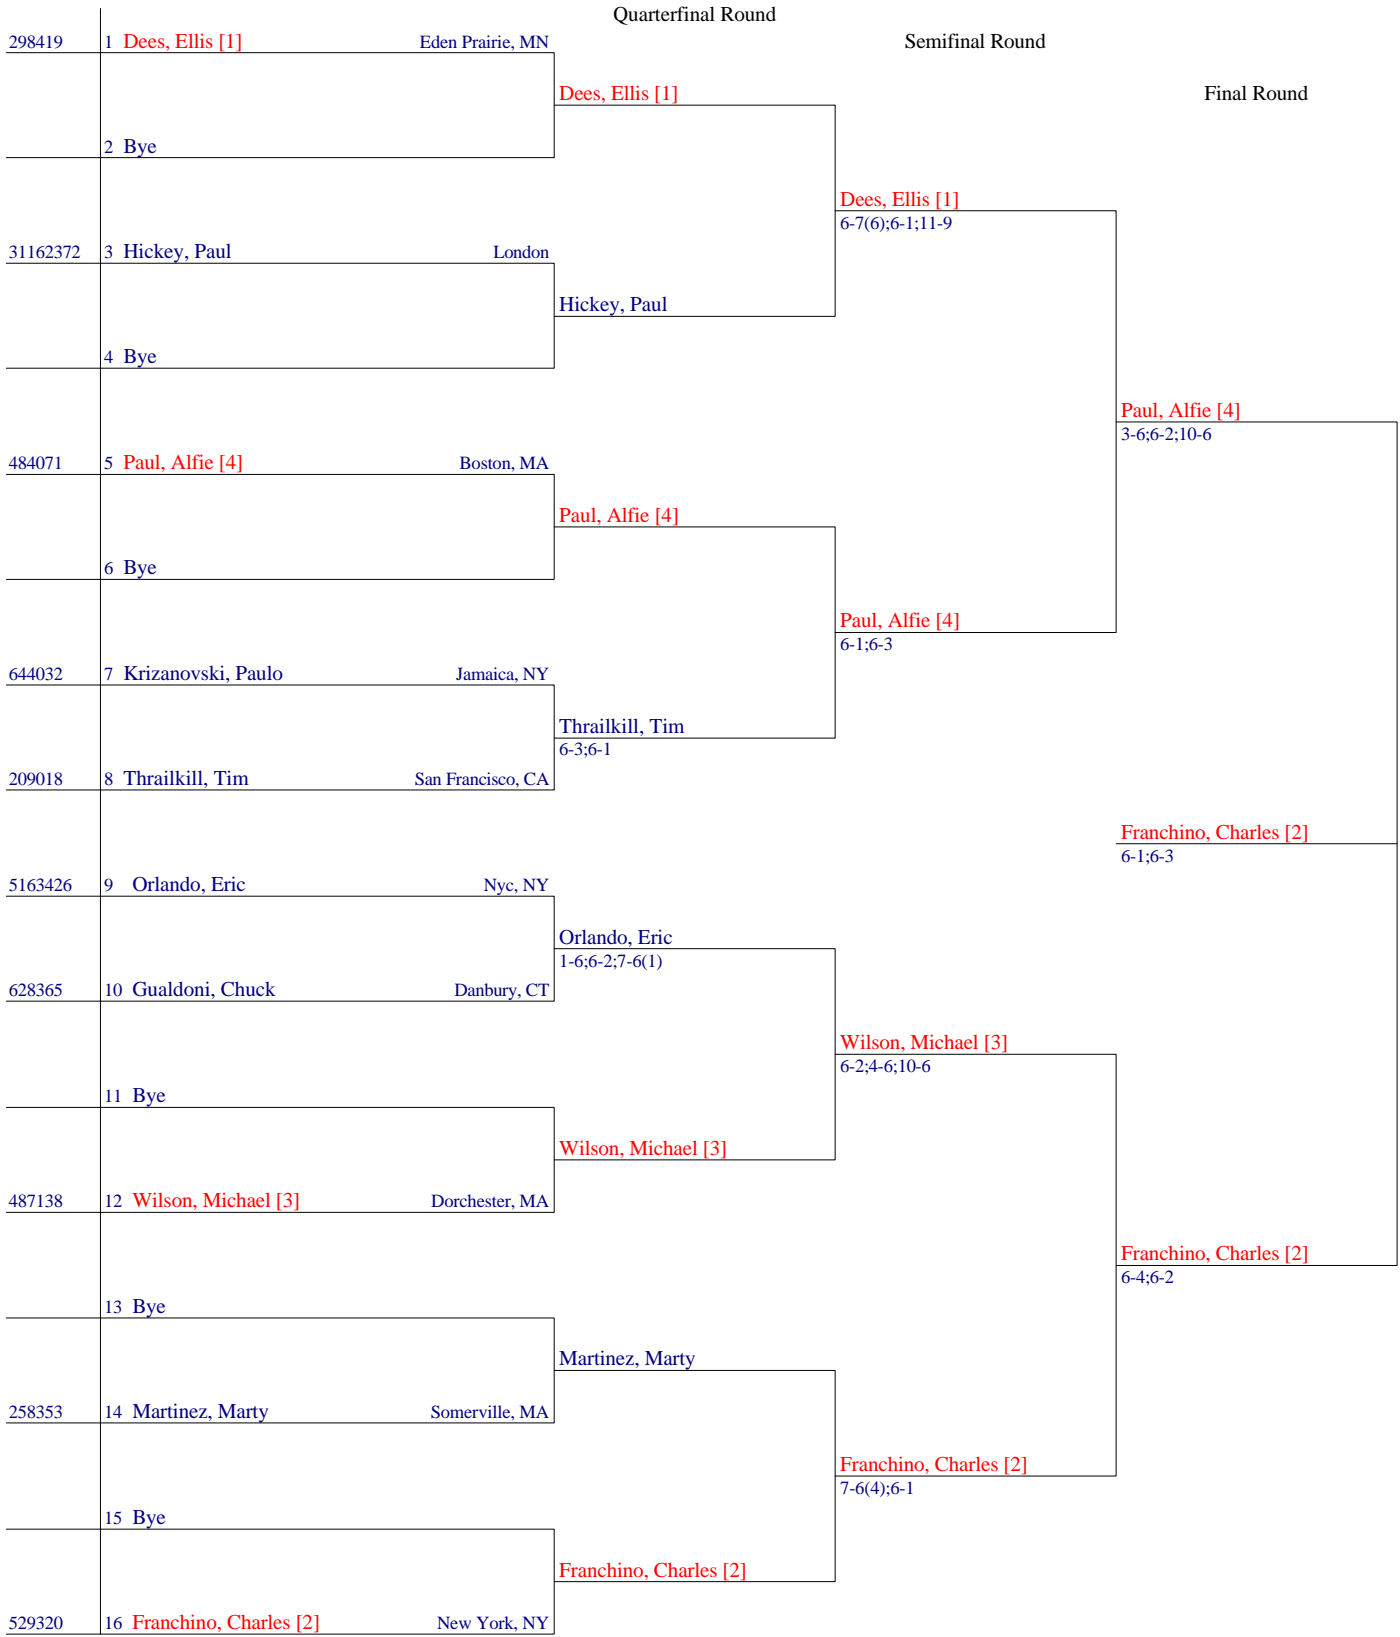 Quarterfinal Round
298419 1 Dees, Ellis [1] Eden Prairie, MN
Semifinal Round
Dees, Ellis [1]
Final Round
2 Bye
Dees, Ellis [1]
6-7(6);6-1;11-9
31162372 3 Hickey, Paul London
Hickey, Paul
4 Bye
Paul, Alfie [4]
3-6;6-2;10-6
484071 5 Paul, Alfie [4] Boston, MA
Paul, Alfie [4]
6 Bye
Paul, Alfie [4]
6-1;6-3
644032 7 Krizanovski, Paulo Jamaica, NY
Thrailkill, Tim
6-3;6-1
209018 8 Thrailkill, Tim San Francisco, CA
Franchino, Charles [2]
6-1;6-3
5163426 9 Orlando, Eric Nyc, NY
Orlando, Eric
1-6;6-2;7-6(1)
628365 10 Gualdoni, Chuck Danbury, CT
Wilson, Michael [3]
6-2;4-6;10-6
11 Bye
Wilson, Michael [3]
487138 12 Wilson, Michael [3] Dorchester, MA
Franchino, Charles [2]
6-4;6-2
13 Bye
Martinez, Marty
258353 14 Martinez, Marty Somerville, MA
Franchino, Charles [2]
7-6(4);6-1
15 Bye
Franchino, Charles [2]
529320 16 Franchino, Charles [2] New York, NY